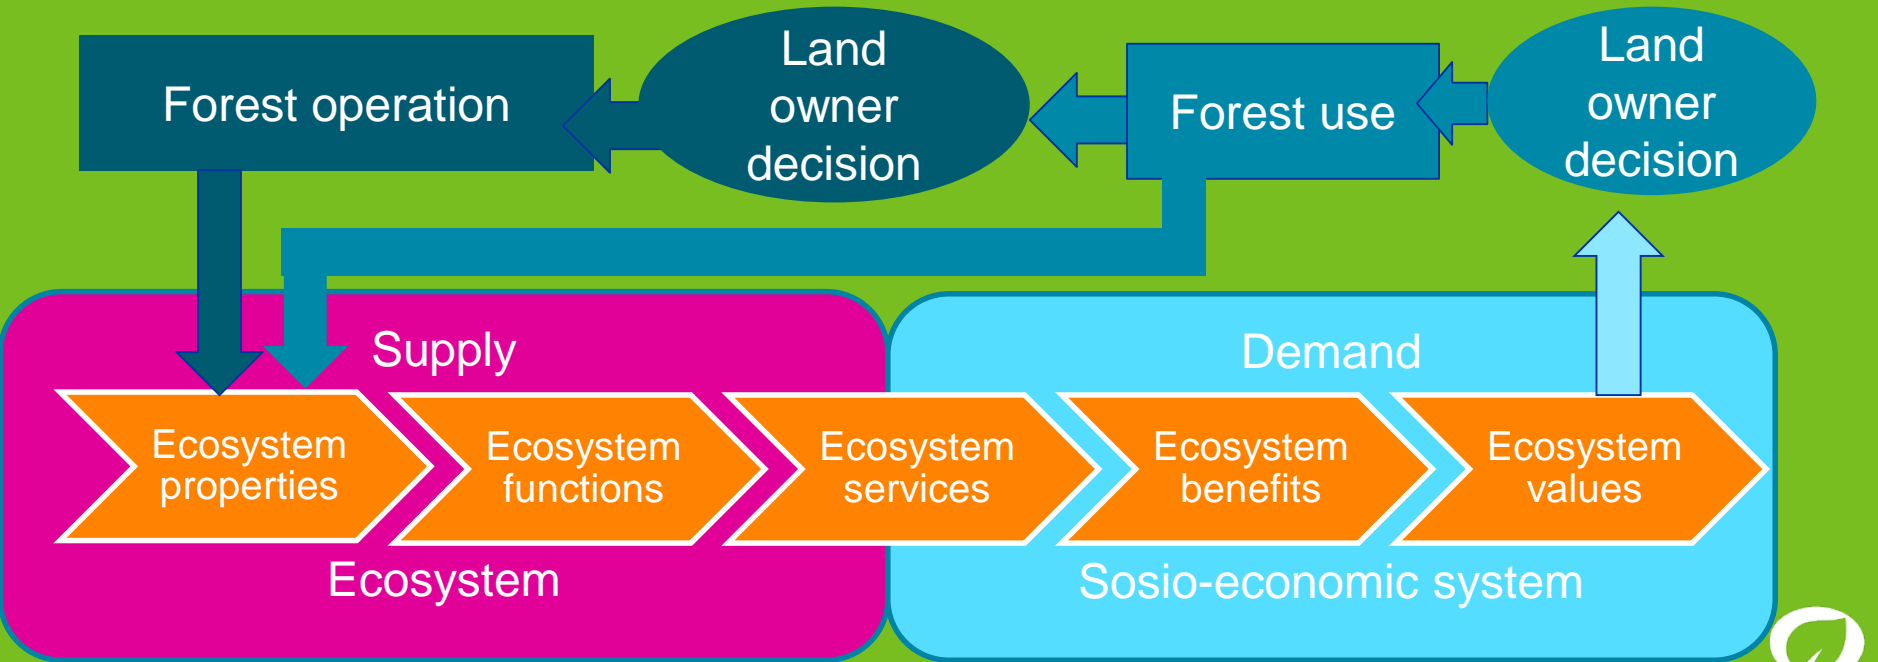 Forest operation
Land
owner
decision
Forest use
Land
owner
decision
Supply
Demand
Ecosystem
properties
Ecosystem
functions
Ecosystem
services
Ecosystem
benefits
Ecosystem
values
Ecosystem
Sosio-economic system